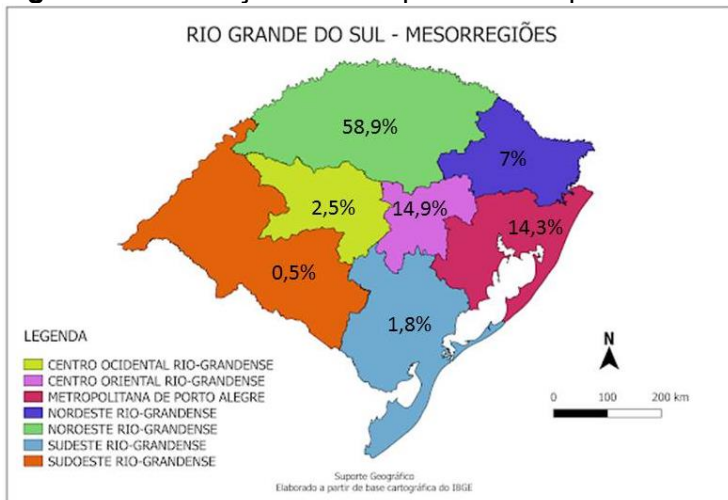 RIO GRANDE DO SUL - MESORREGIÕES
58,9%
7%
2,5%
14,9%
14,3%
0,5%
1,8%
LEGENDA
CENTRO OCIDENTAL RIO-GRANDENSE
CENTRO ORIENTAL RIO-GRANDENSE
METROPOLITANA DE PORTO ALEGRE
NORDESTE RIO-GRANDENSE
NOROESTE RIO-GRANDENSE
SUDESTE RIO-GRANDENSE
SUDOESTE RIO-GRANDENSE
N
0 100 200 km
Suporte Geográfico
Elaborado a partir de base cartográfica do IBGE